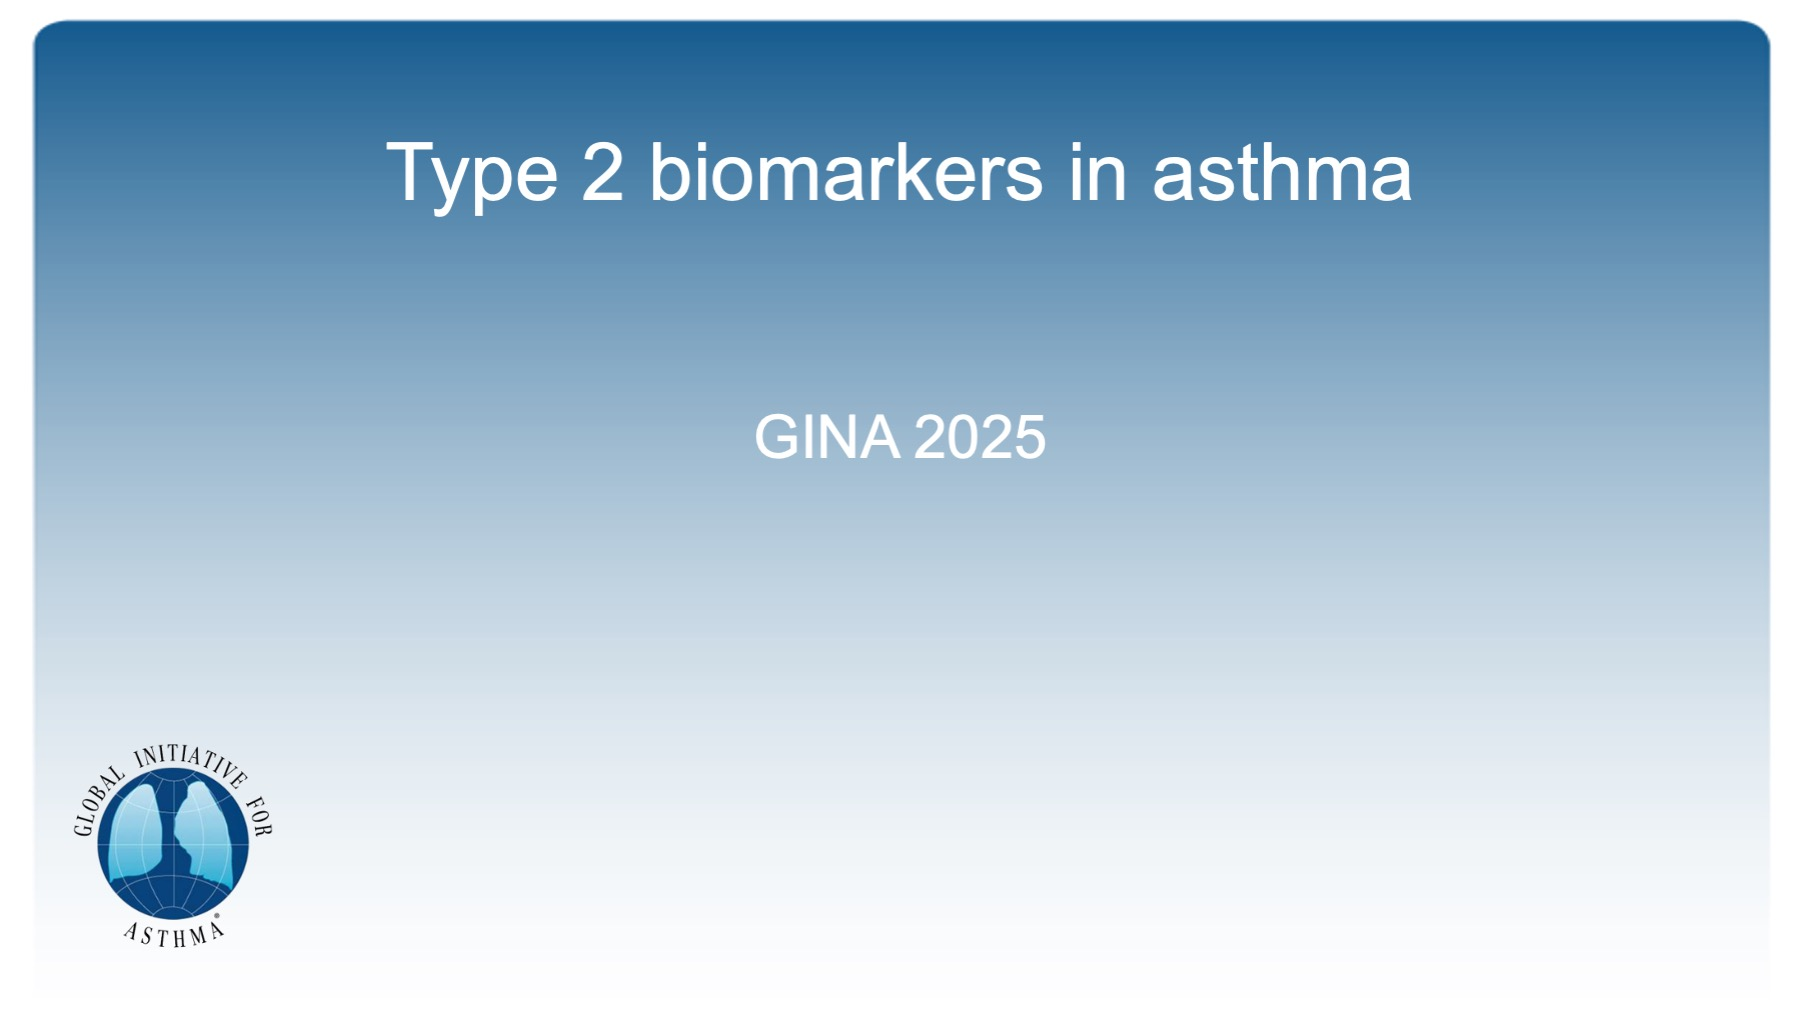 Type 2 biomarkers in asthma
GINA 2025
GLOBAL INITIATIVE FOR
ASTHMA